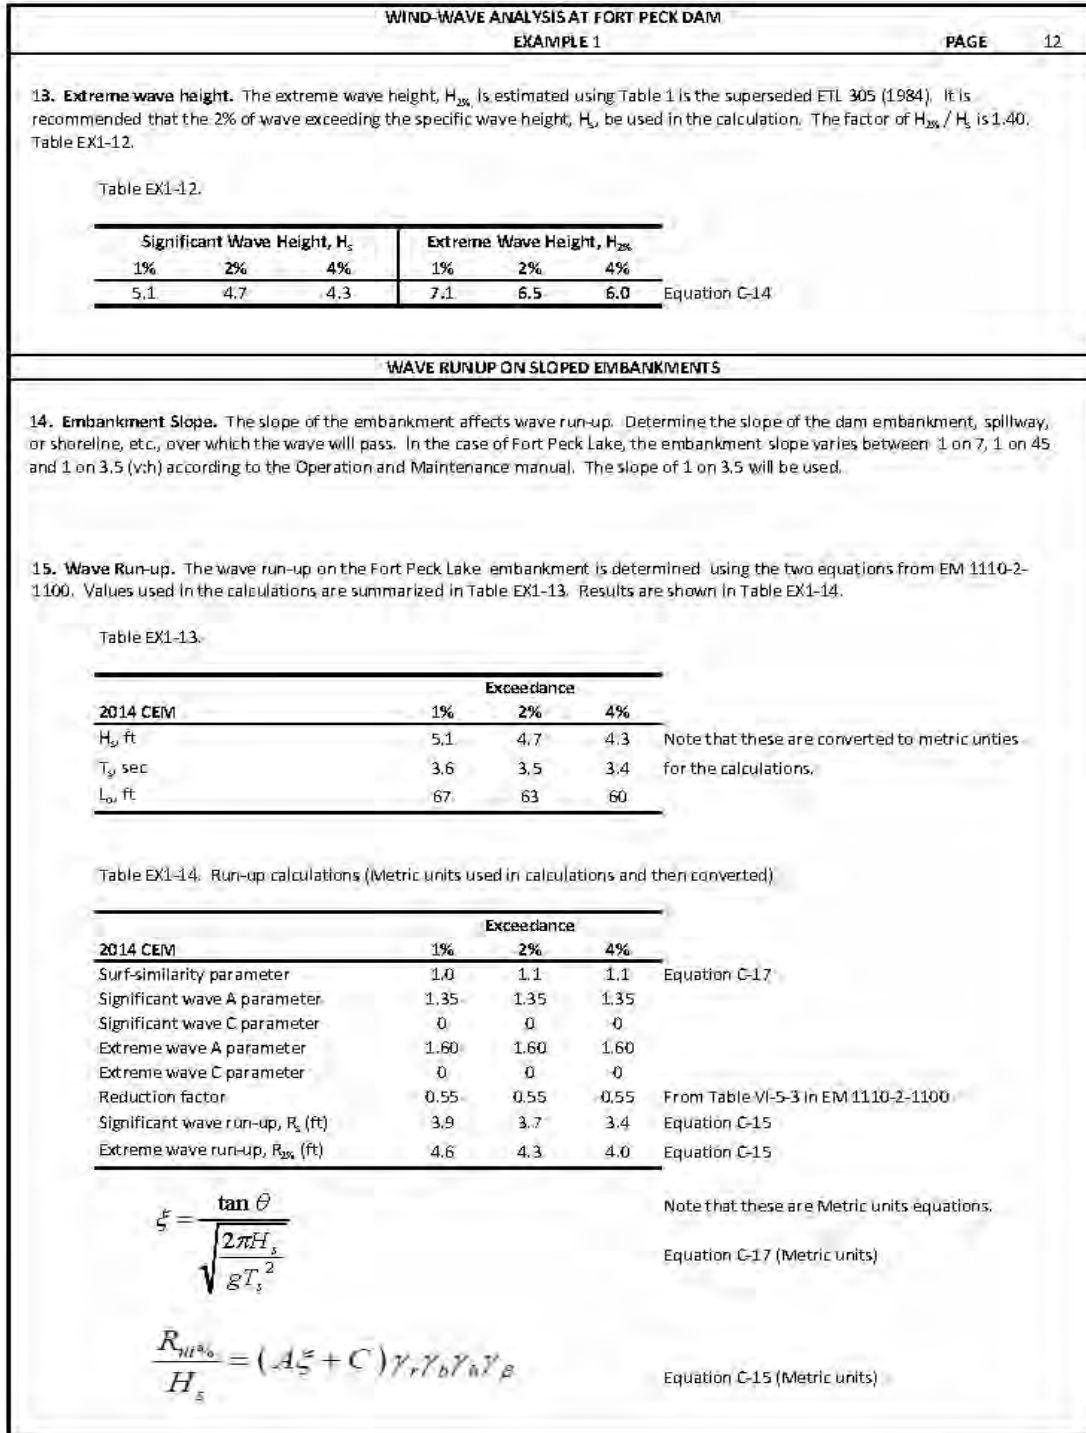 WIND-WAVE ANALYSIS AT FORT PECK DAM
EXAMPLE 1 PAGE 12
13. Extreme wave height. The extreme wave height, H2%, is estimated using Table 1 is the superseded ETL 305 (1984). It is
recommended that the 2% of wave exceeding the specific wave height, Hs, be used in the calculation. The factor of H2% / Hs is 1.40.
Table EX1-12.
Table EX1-12.
Significant Wave Height, Hs Extreme Wave Height, H2%
1% 2% 4% 1% 2% 4%
5.1 4.7 4.3 7.1 6.5 6.0 Equation C-14
WAVE RUNUP ON SLOPED EMBANKMENTS
14. Embankment Slope. The slope of the embankment affects wave run-up. Determine the slope of the dam embankment, spillway,
or shoreline, etc., over which the wave will pass. In the case of Fort Peck Lake, the embankment slope varies between 1 on 7, 1 on 45
and 1 on 3.5 (v:h) according to the Operation and Maintenance manual. The slope of 1 on 3.5 will be used.
15. Wave Run-up. The wave run-up on the Fort Peck Lake embankment is determined using the two equations from EM 1110-2-
1100. Values used in the calculations are summarized in Table EX1-13. Results are shown in Table EX1-14.
Table EX1-13.
Exceedance
2014 CEM 1% 2% 4%
Hs, ft 5.1 4.7 4.3 Note that these are converted to metric unties
Ts, sec 3.6 3.5 3.4 for the calculations.
Lo, ft 67 63 60
Table EX1-14. Run-up calculations (Metric units used in calculations and then converted)
Exceedance
2014 CEM 1% 2% 4%
Surf-similarity parameter 1.0 1.1 1.1 Equation C-17
Significant wave A parameter 1.35 1.35 1.35
Significant wave C parameter 0 0 0
Extreme wave A parameter 1.60 1.60 1.60
Extreme wave C parameter 0 0 0
Reduction factor 0.55 0.55 0.55 From Table VI-5-3 in EM 1110-2-1100
Significant wave run-up, Rs (ft) 3.9 3.7 3.4 Equation C-15
Extreme wave run-up, R2% (ft) 4.6 4.3 4.0 Equation C-15
ξ = tan θ / √(2πHs / gTs²)
Note that these are Metric units equations.
Equation C-17 (Metric units)
Rui% / Hs = (Aξ + C) γr γb γh γβ
Equation C-15 (Metric units)